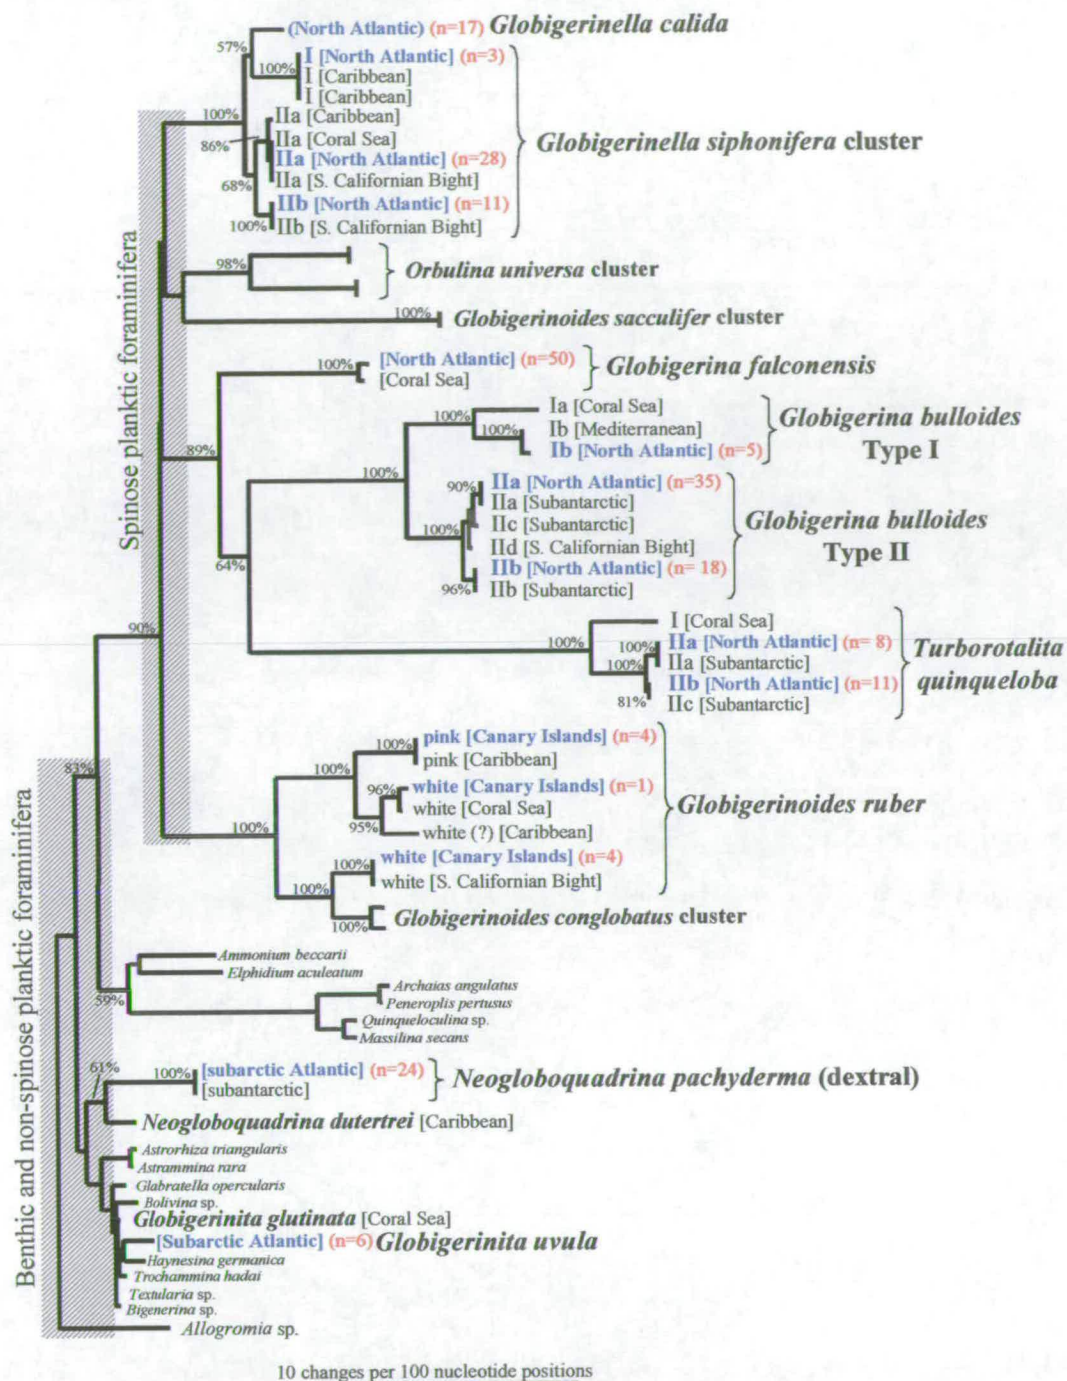 (North Atlantic) (n=17) Globigerinella calida
57%
I [North Atlantic] (n=3)
100%
I [Caribbean]
I [Caribbean]
100%
IIa [Caribbean]
86%
IIa [Coral Sea]
Globigerinella siphonifera cluster
IIa [North Atlantic] (n=28)
68%
IIa [S. Californian Bight]
IIb [North Atlantic] (n=11)
100%
IIb [S. Californian Bight]
98%
Orbulina universa cluster
100%
Globigerinoides sacculifer cluster
Spinose planktic foraminifera
100%
[North Atlantic] (n=50)
[Coral Sea]
Globigerina falconensis
89%
100%
Ia [Coral Sea]
100%
Ib [Mediterranean]
Ib [North Atlantic] (n=5)
Globigerina bulloides
Type I
100%
90%
IIa [North Atlantic] (n=35)
IIa [Subantarctic]
100%
IIc [Subantarctic]
IId [S. Californian Bight]
IIb [North Atlantic] (n= 18)
96%
IIb [Subantarctic]
Globigerina bulloides
Type II
64%
90%
100%
I [Coral Sea]
100%
IIa [North Atlantic] (n= 8)
100%
IIa [Subantarctic]
IIb [North Atlantic] (n=11)
81%
IIc [Subantarctic]
Turborotalita
quinqueloba
100%
pink [Canary Islands] (n=4)
pink [Caribbean]
100%
96%
white [Canary Islands] (n=1)
white [Coral Sea]
95%
white (?) [Caribbean]
Globigerinoides ruber
100%
100%
white [Canary Islands] (n=4)
white [S. Californian Bight]
100%
100%
Globigerinoides conglobatus cluster
Benthic and non-spinose planktic foraminifera
83%
Ammonium beccarii
Elphidium aculeatum
59%
Archaias angulatus
Peneroplis pertusus
Quinqueloculina sp.
Massilina secans
61%
100%
[subarctic Atlantic] (n=24)
[subantarctic]
Neogloboquadrina pachyderma (dextral)
Neogloboquadrina dutertrei [Caribbean]
Astrorhiza triangularis
Astrammina rara
Glabratella opercularis
Bolivina sp.
Globigerinita glutinata [Coral Sea]
[Subarctic Atlantic] (n=6) Globigerinita uvula
Haynesina germanica
Trochammina hadai
Textularia sp.
Bigenerina sp.
Allogromia sp.
10 changes per 100 nucleotide positions